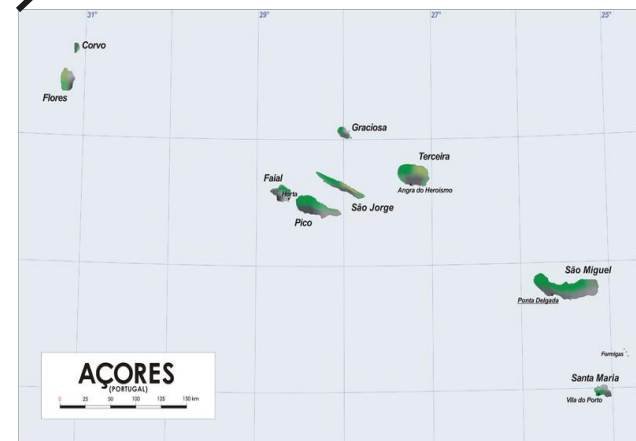 31° 29° 27° 25°
Corvo
Flores
Graciosa
Terceira
Angra do Heroísmo
Faial
Horta
São Jorge
Pico
São Miguel
Ponta Delgada
Formigas
Santa Maria
Vila do Porto
AÇORES
(PORTUGAL)
0 25 50 100 125 150 km